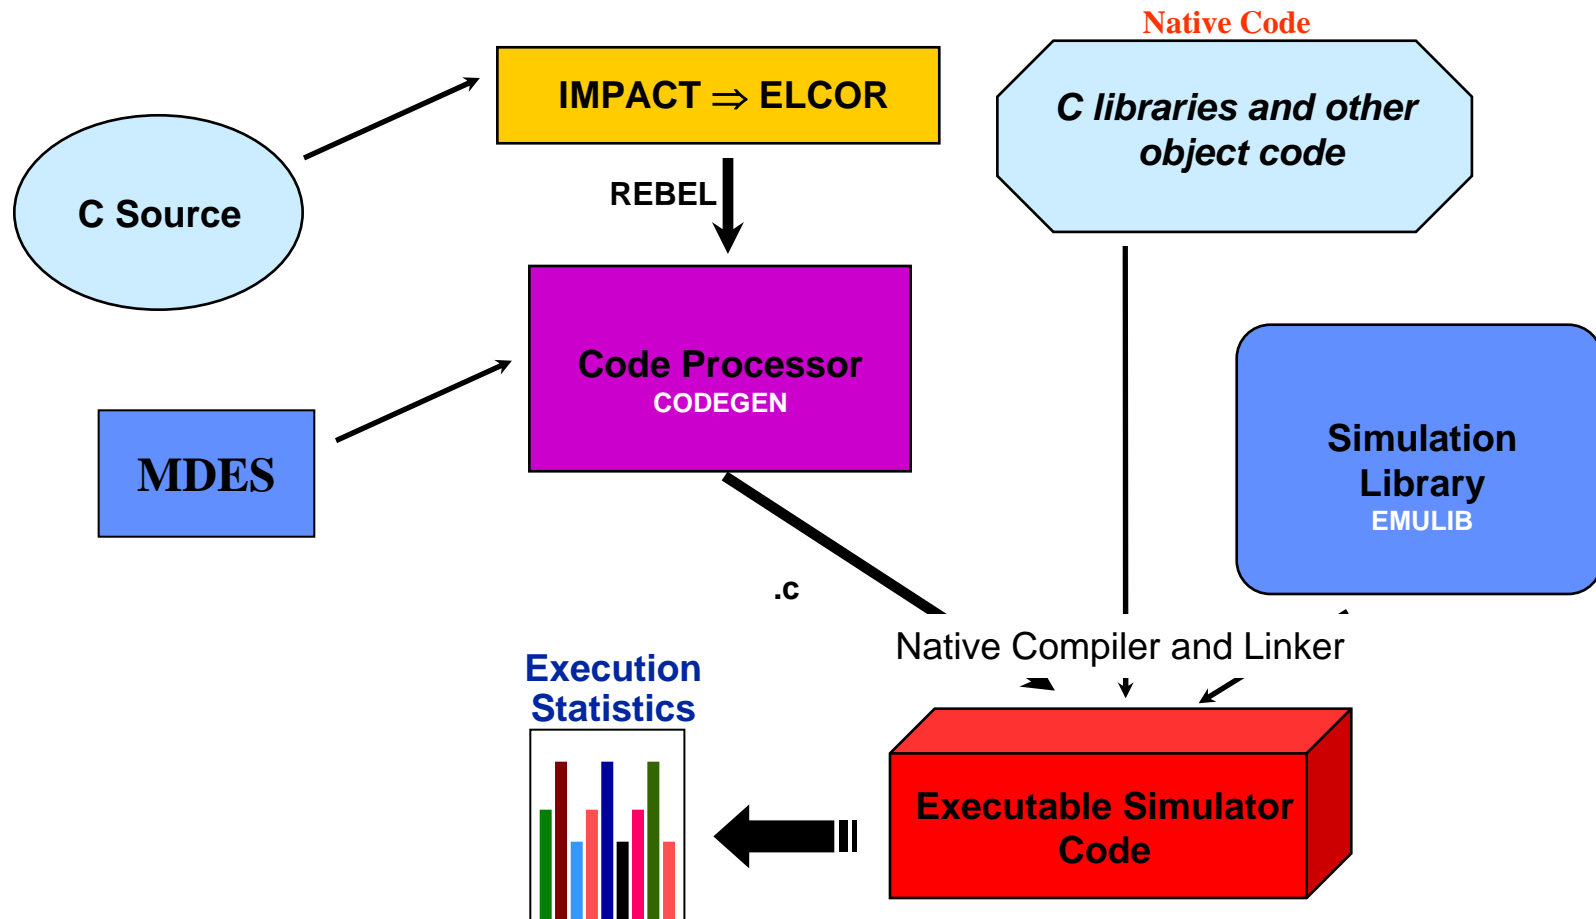 Native Code
IMPACT ⇒ ELCOR
C libraries and other
object code
C Source
REBEL
Code Processor
CODEGEN
MDES
Simulation
Library
EMULIB
.c
Native Compiler and Linker
Execution
Statistics
Executable Simulator
Code